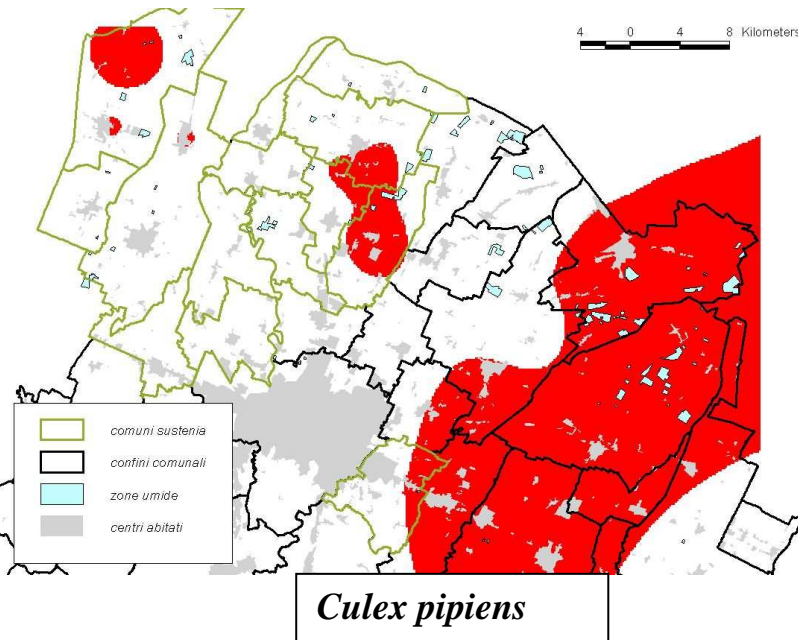 4 0 4 8 Kilometers
comuni sustenia
confini comunali
zone umide
centri abitati
Culex pipiens